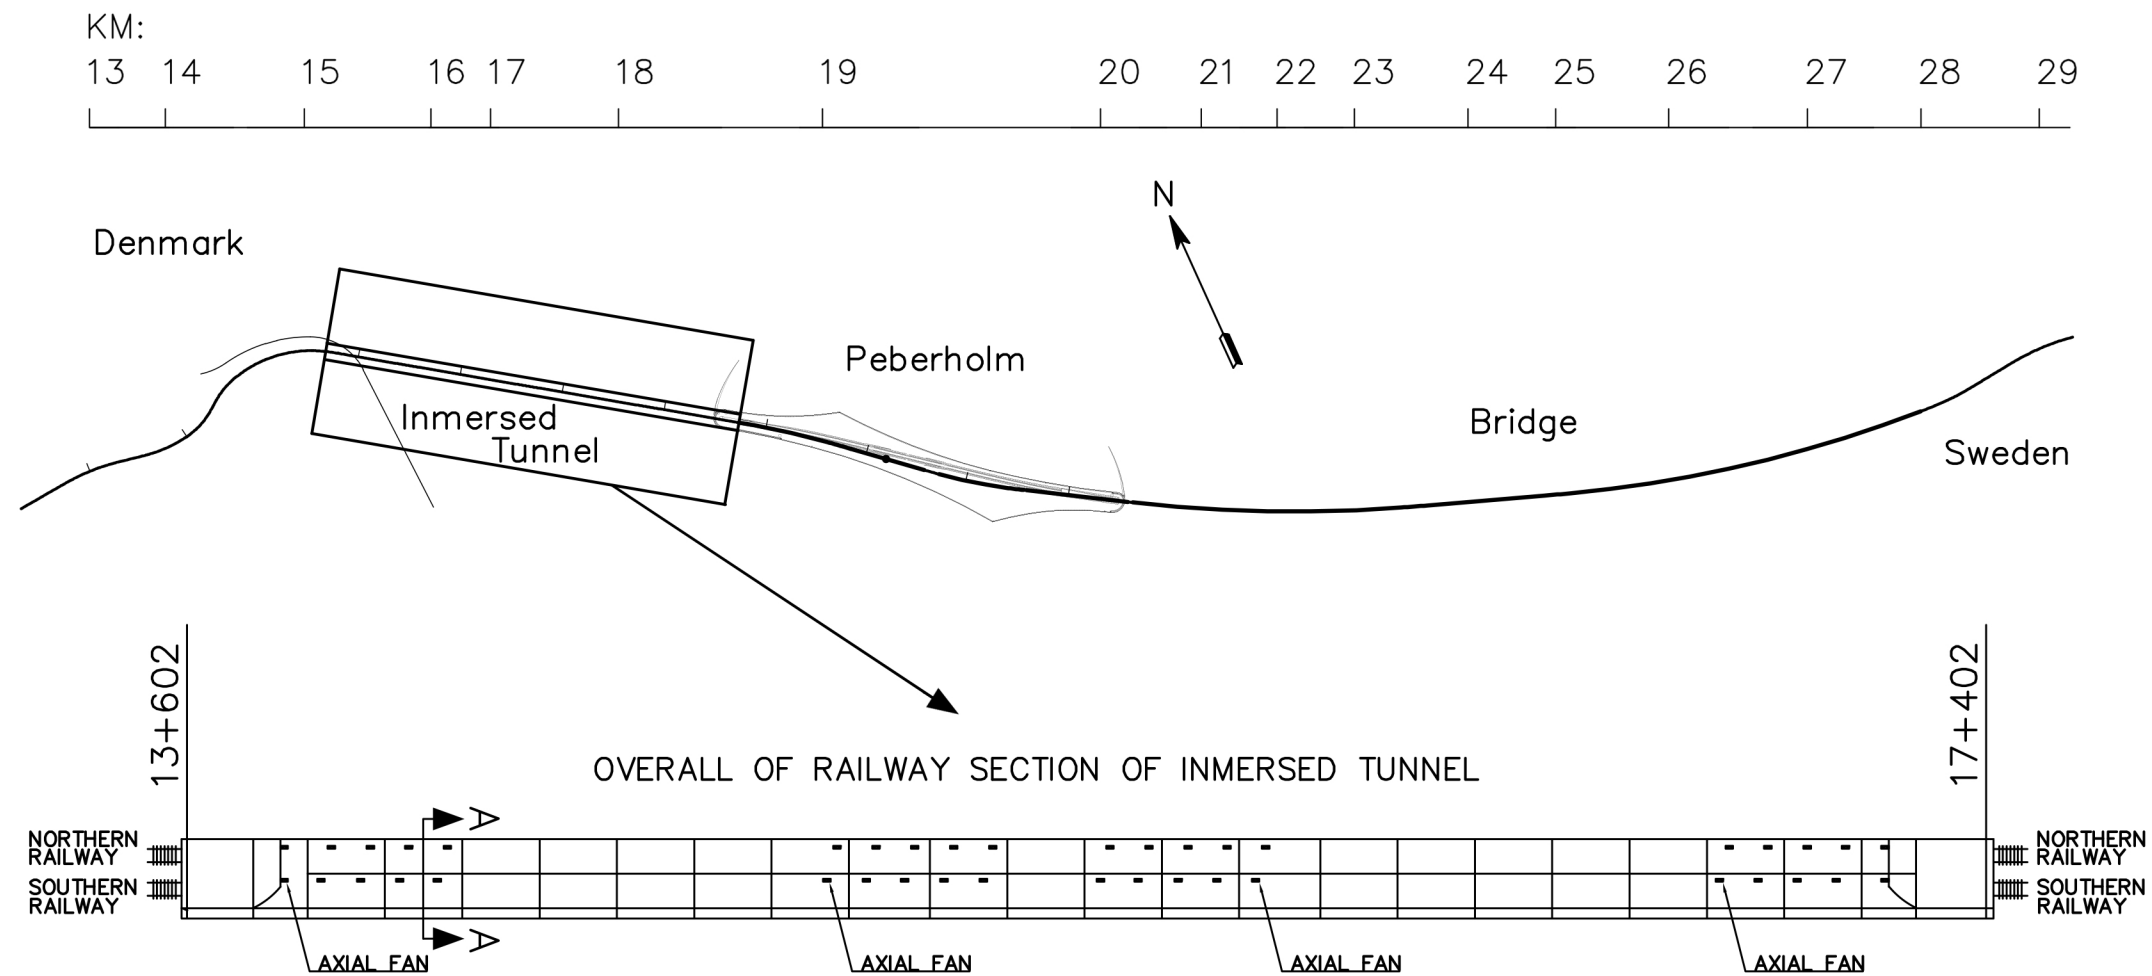 KM:
13 14 15 16 17 18 19 20 21 22 23 24 25 26 27 28 29
N
Denmark
Peberholm
Inmersed
Tunnel
Bridge
Sweden
13+602
17+402
OVERALL OF RAILWAY SECTION OF INMERSED TUNNEL
A
NORTHERN
RAILWAY
SOUTHERN
RAILWAY
NORTHERN
RAILWAY
SOUTHERN
RAILWAY
A
AXIAL FAN
AXIAL FAN
AXIAL FAN
AXIAL FAN